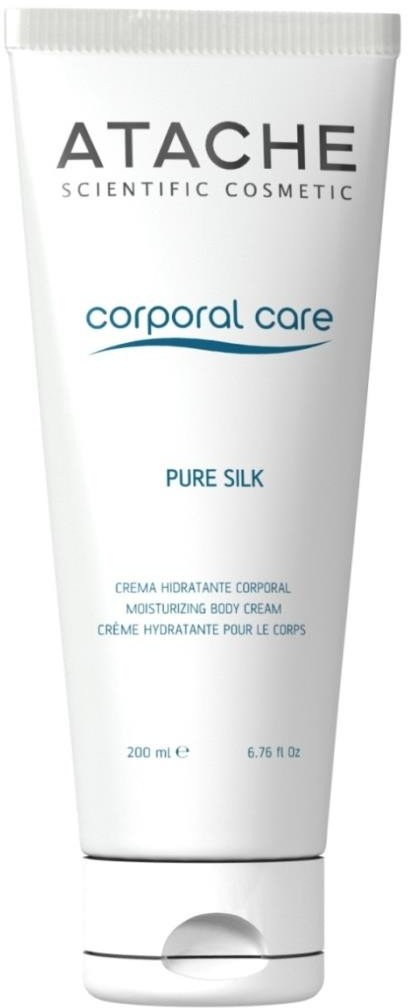 ATACHE
SCIENTIFIC COSMETIC
corporal care
PURE SILK
CREMA HIDRATANTE CORPORAL
MOISTURIZING BODY CREAM
CRÈME HYDRATANTE POUR LE CORPS
200 ml ℮ 6.76 fl Oz